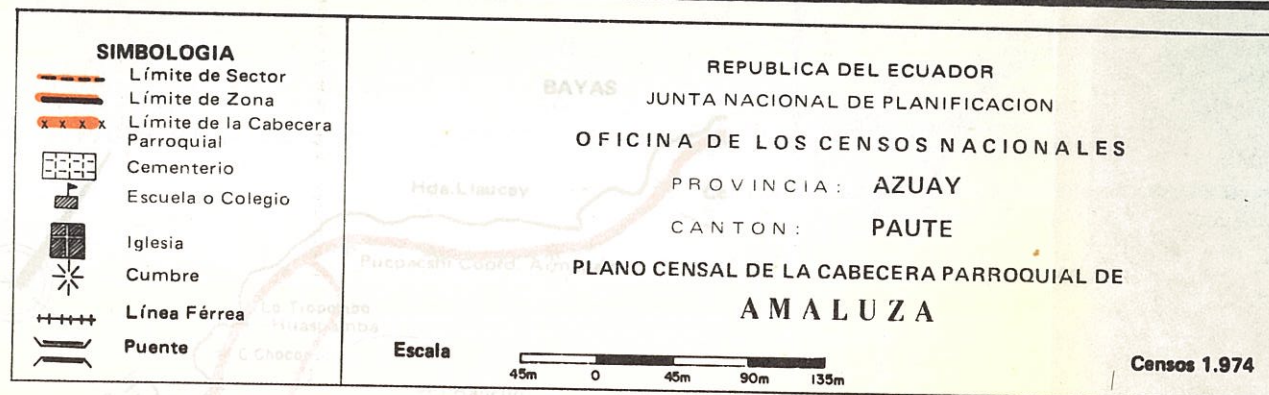 SIMBOLOGIA
Límite de Sector
Límite de Zona
Límite de la Cabecera
Parroquial
Cementerio
Escuela o Colegio
Iglesia
Cumbre
Línea Férrea
Puente
REPUBLICA DEL ECUADOR
JUNTA NACIONAL DE PLANIFICACION
OFICINA DE LOS CENSOS NACIONALES
PROVINCIA: AZUAY
CANTON: PAUTE
PLANO CENSAL DE LA CABECERA PARROQUIAL DE
AMALUZA
Escala
45m 0 45m 90m 135m
Censos 1.974
BAYAS